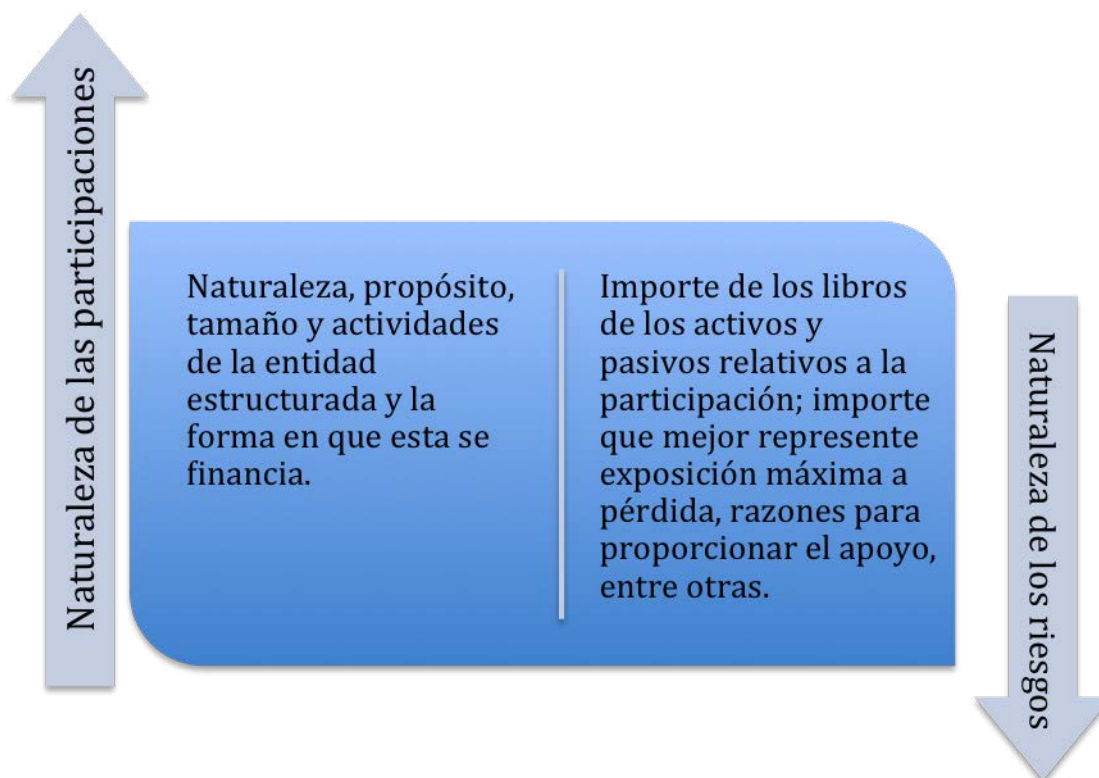 Naturaleza de las participaciones
Naturaleza, propósito,
tamaño y actividades
de la entidad
estructurada y la
forma en que esta se
financia.
Importe de los libros
de los activos y
pasivos relativos a la
participación; importe
que mejor represente
exposición máxima a
pérdida, razones para
proporcionar el apoyo,
entre otras.
Naturaleza de los riesgos